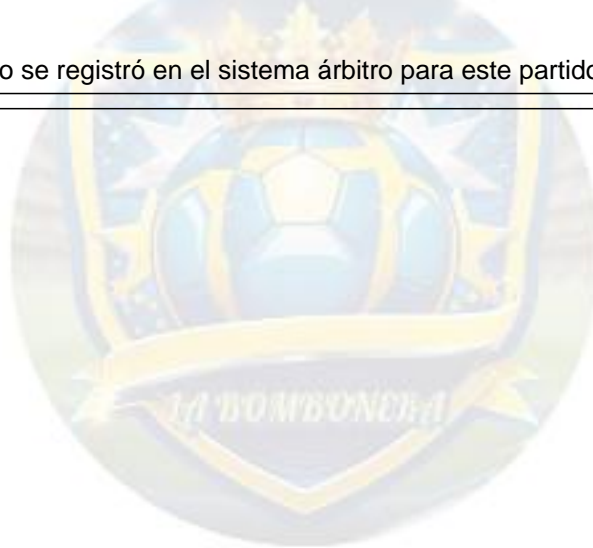 o se registró en el sistema árbitro para este partido
LA BOMBONERA